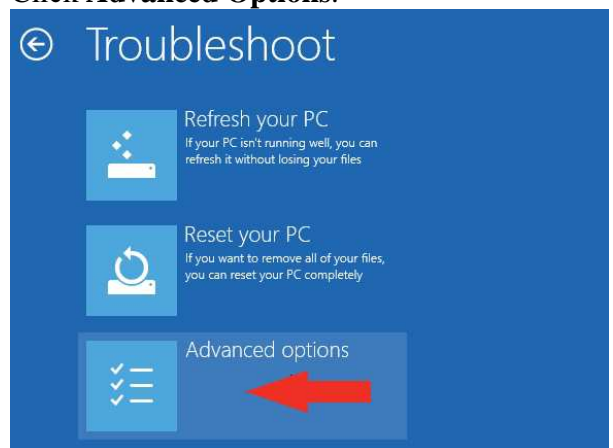 Click Advanced Options.
Troubleshoot
Refresh your PC
If your PC isn't running well, you can
refresh it without losing your files
Reset your PC
If you want to remove all of your files,
you can reset your PC completely
Advanced options